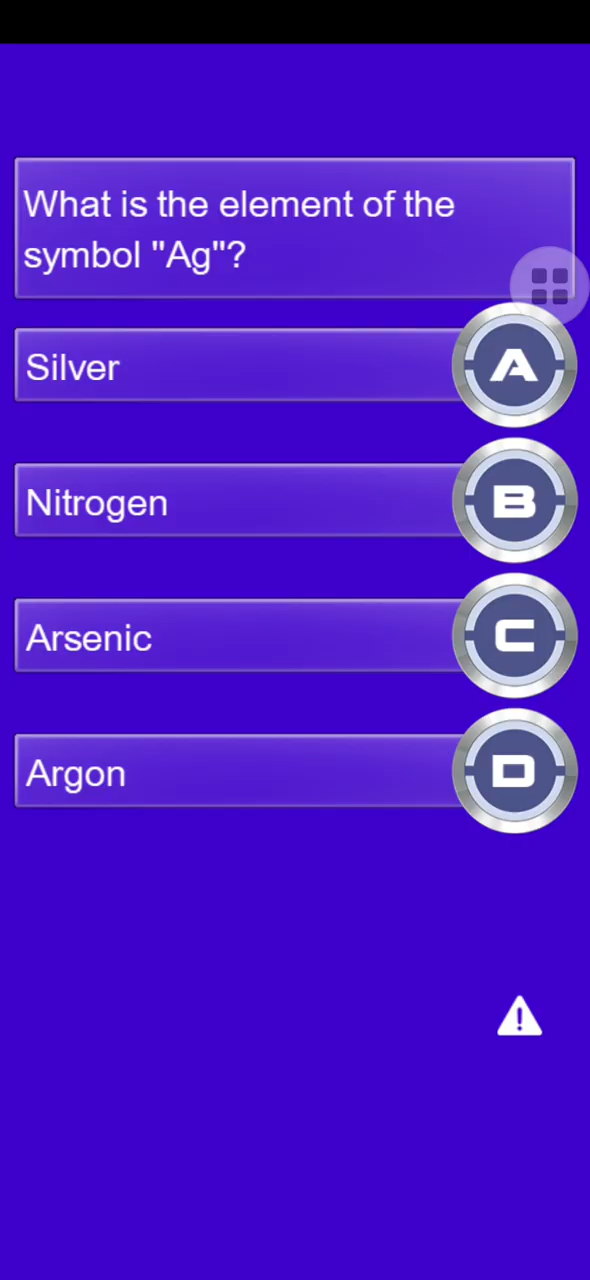 What is the element of the
symbol "Ag"?
Silver
A
Nitrogen
B
Arsenic
C
Argon
D